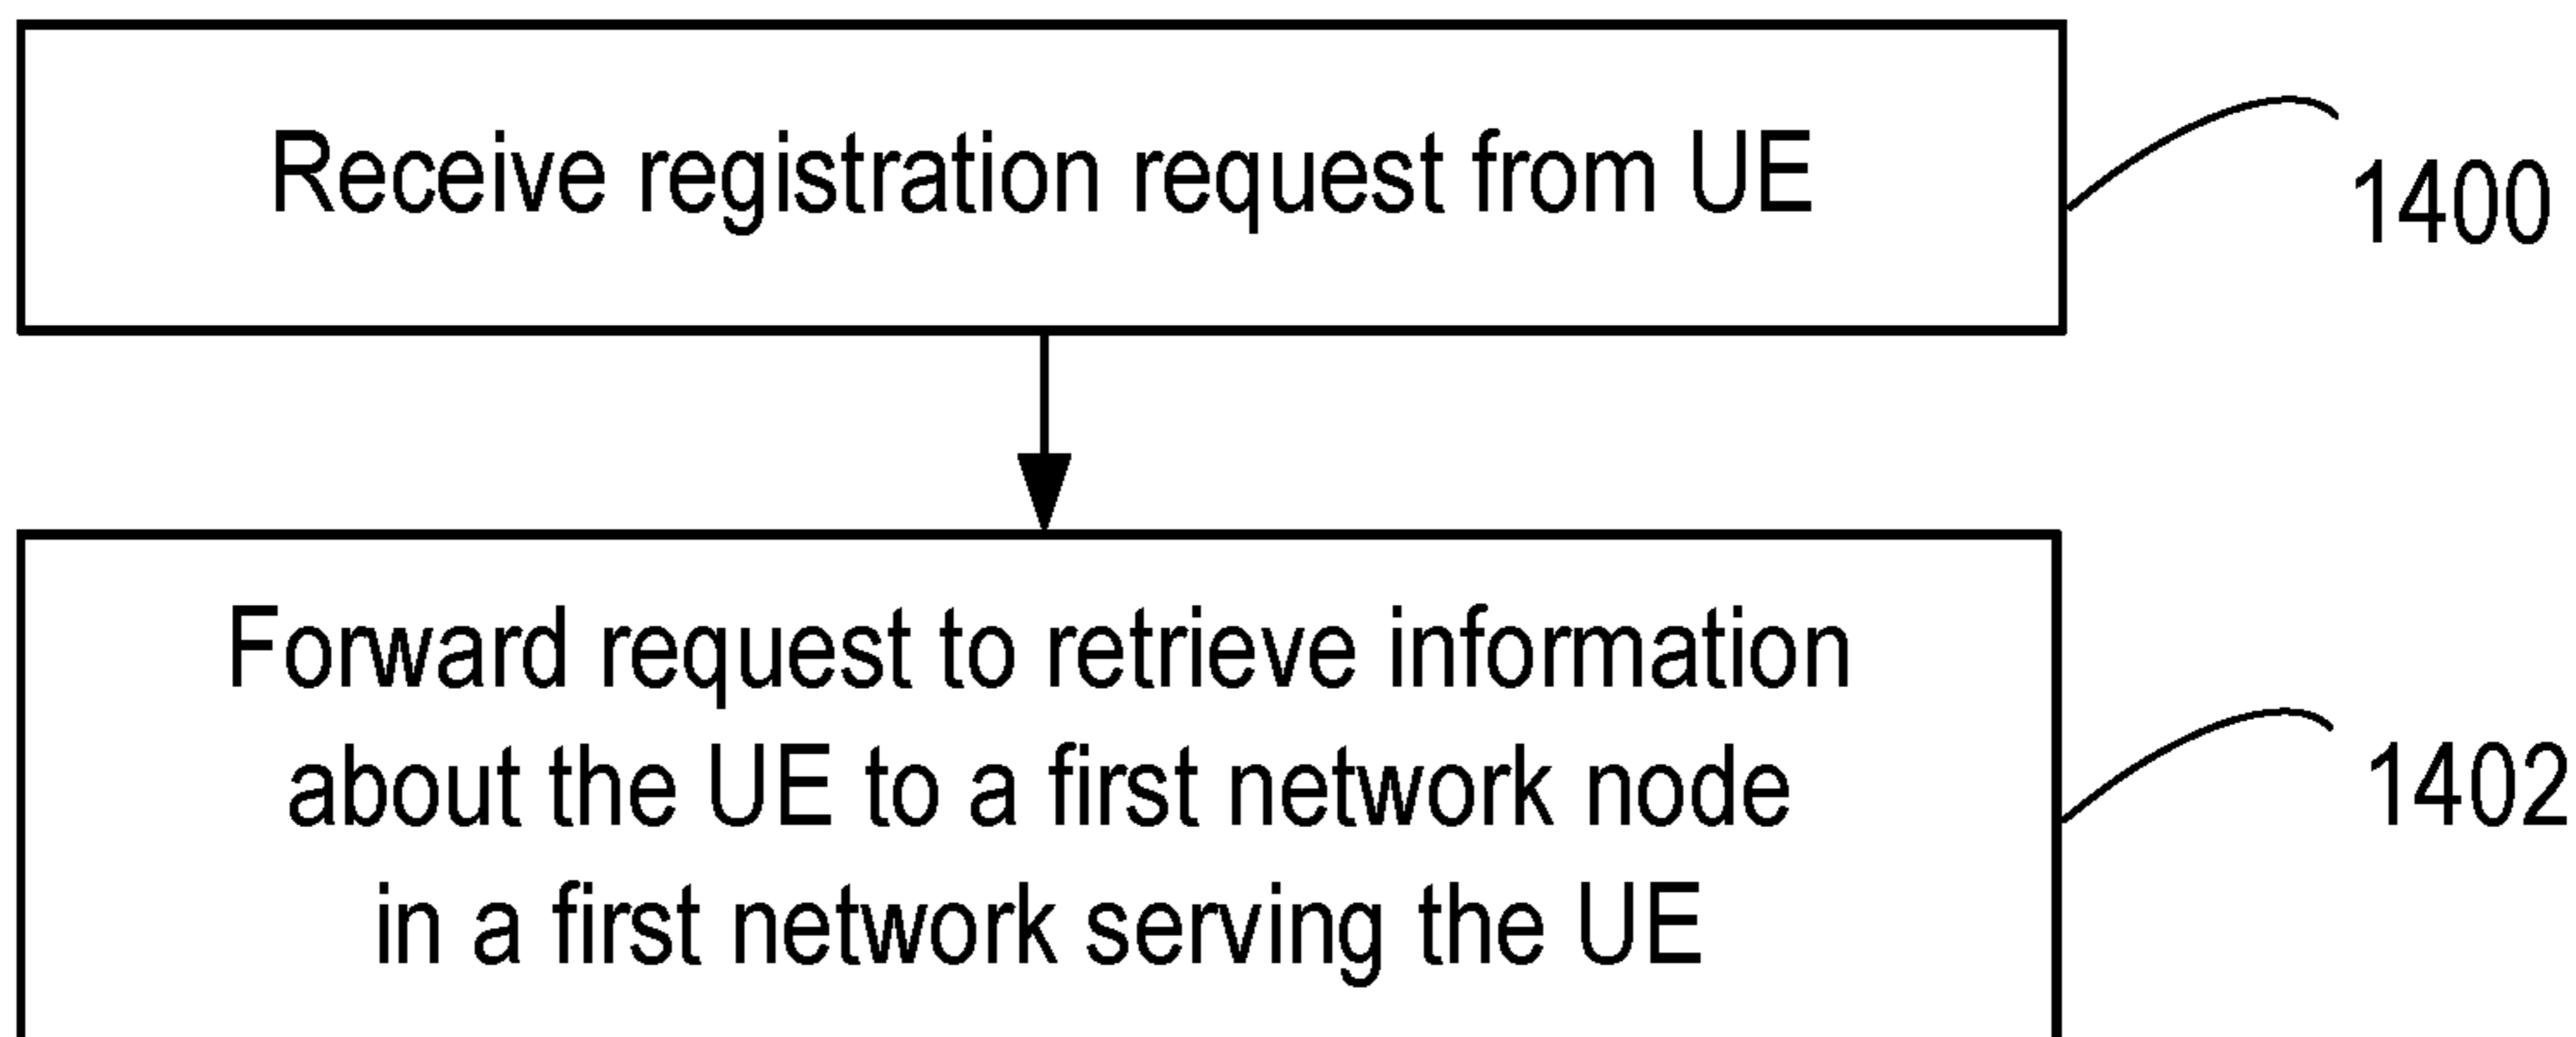 Receive registration request from UE
1400
Forward request to retrieve information
about the UE to a first network node
1402
in a first network serving the UE